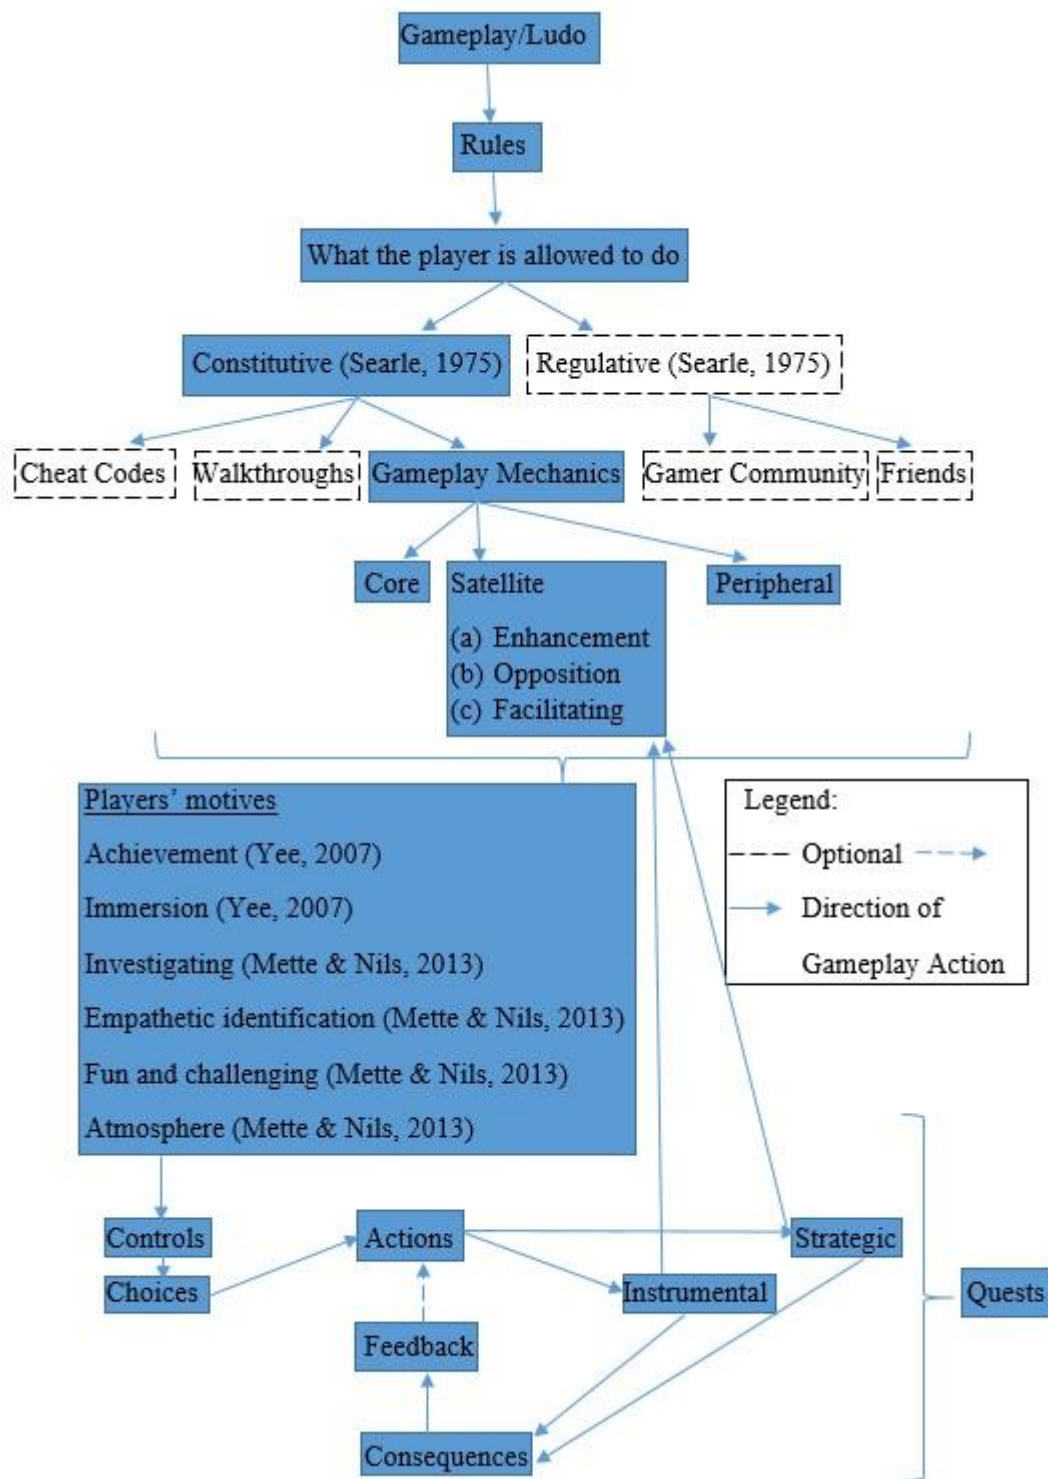 Gameplay/Ludo
Rules
What the player is allowed to do
Constitutive (Searle, 1975)
Regulative (Searle, 1975)
Cheat Codes
Walkthroughs
Gameplay Mechanics
Gamer Community
Friends
Core
Satellite
(a) Enhancement
(b) Opposition
(c) Facilitating
Peripheral
Players’ motives
Achievement (Yee, 2007)
Immersion (Yee, 2007)
Investigating (Mette & Nils, 2013)
Empathetic identification (Mette & Nils, 2013)
Fun and challenging (Mette & Nils, 2013)
Atmosphere (Mette & Nils, 2013)
Legend:
Optional
Direction of
Gameplay Action
Controls
Choices
Actions
Strategic
Instrumental
Quests
Feedback
Consequences